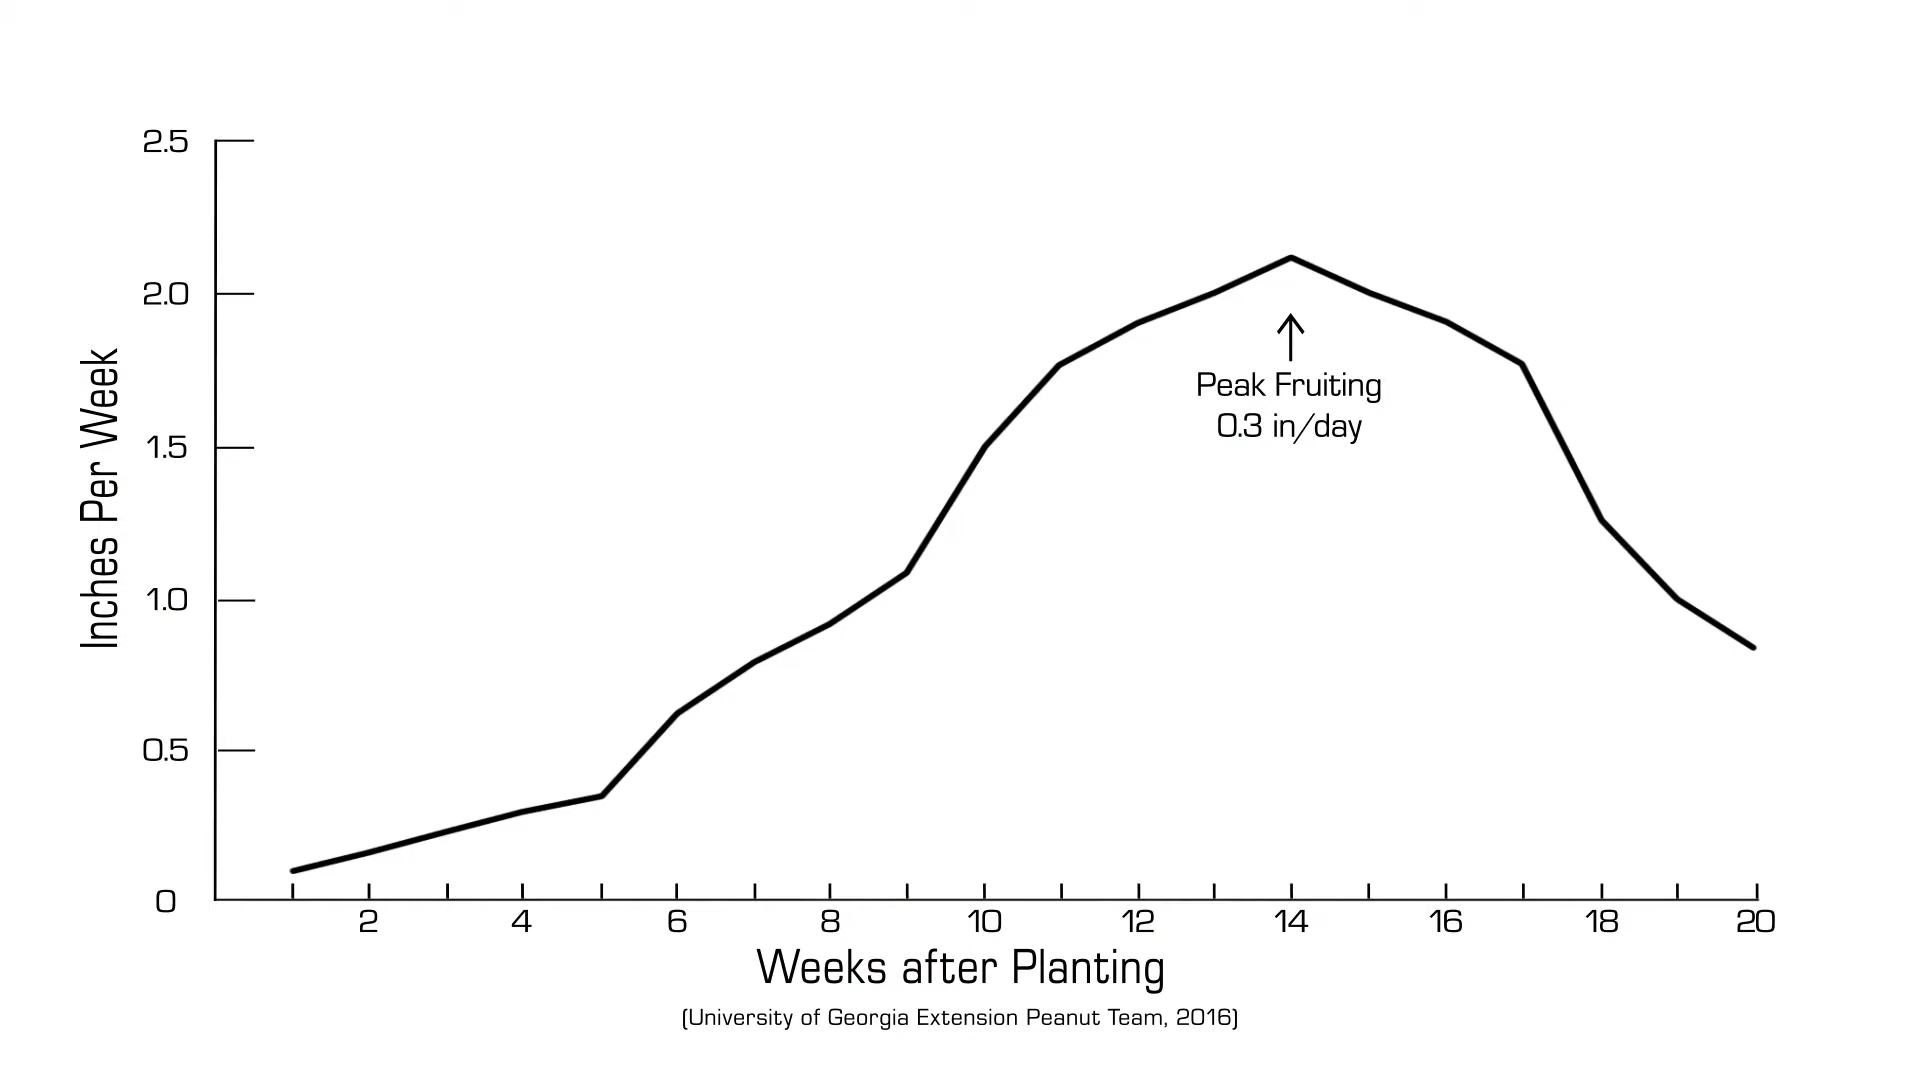 2.5
2.0
1.5
1.0
0.5
0
Inches Per Week
Peak Fruiting
0.3 in/day
2 4 6 8 10 12 14 16 18 20
Weeks after Planting
(University of Georgia Extension Peanut Team, 2016)